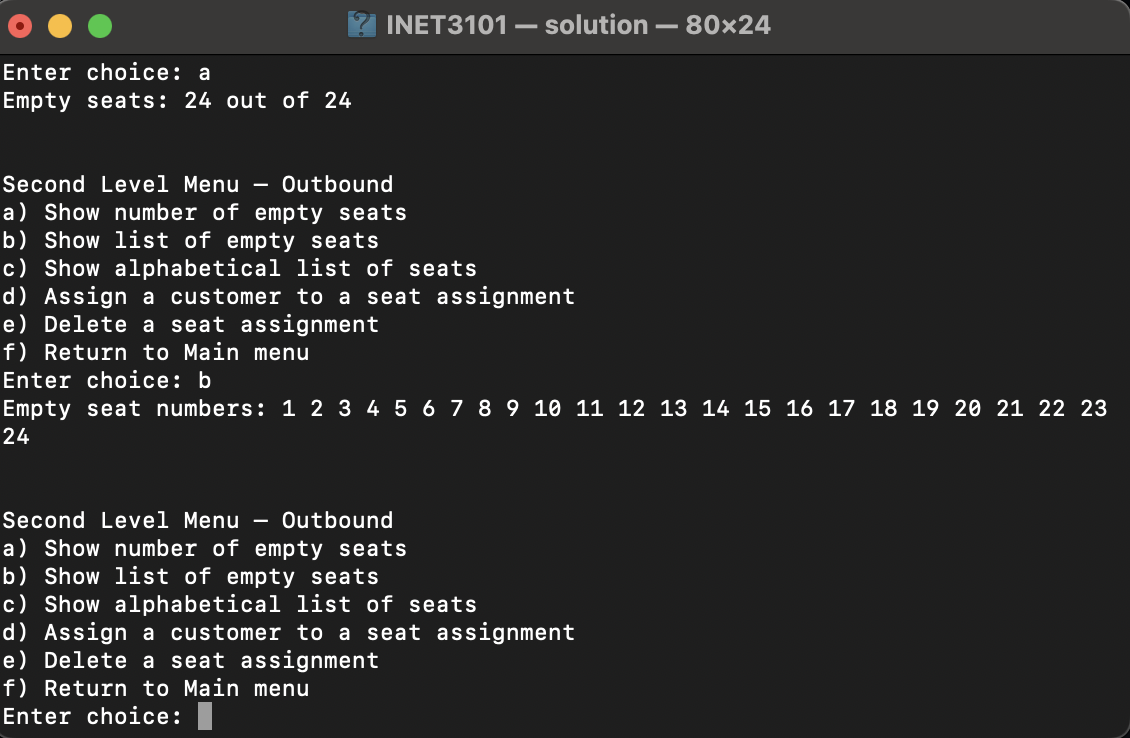 INET3101 — solution — 80×24
Enter choice: a
Empty seats: 24 out of 24
Second Level Menu — Outbound
a) Show number of empty seats
b) Show list of empty seats
c) Show alphabetical list of seats
d) Assign a customer to a seat assignment
e) Delete a seat assignment
f) Return to Main menu
Enter choice: b
Empty seat numbers: 1 2 3 4 5 6 7 8 9 10 11 12 13 14 15 16 17 18 19 20 21 22 23
24
Second Level Menu — Outbound
a) Show number of empty seats
b) Show list of empty seats
c) Show alphabetical list of seats
d) Assign a customer to a seat assignment
e) Delete a seat assignment
f) Return to Main menu
Enter choice: